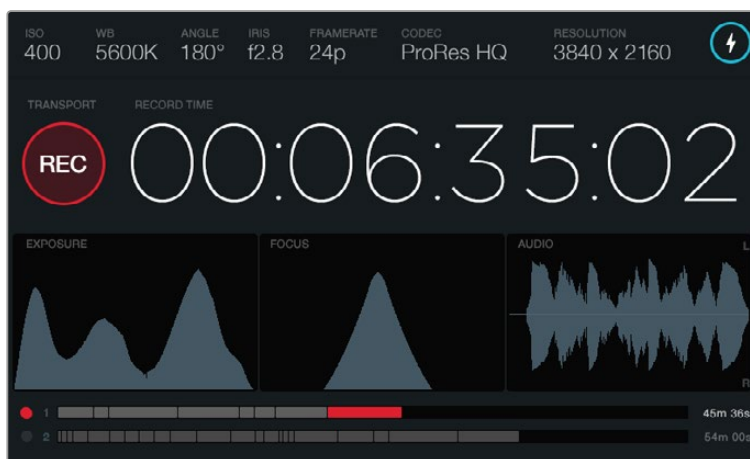 ISO WB ANGLE IRIS FRAMERATE CODEC RESOLUTION
400 5600K 180° f2.8 24p ProRes HQ 3840 x 2160
TRANSPORT RECORD TIME
REC 00:06:35:02
EXPOSURE FOCUS AUDIO L
R
1 45m 36s
2 54m 00s